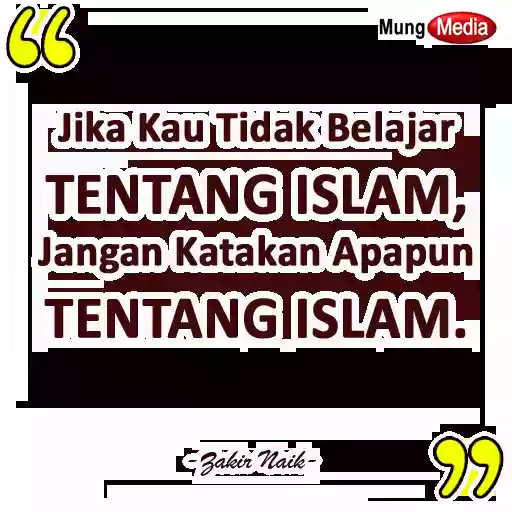 Mung Media
Jika Kau Tidak Belajar
TENTANG ISLAM,
Jangan Katakan Apapun
TENTANG ISLAM.
-Zakir Naik-